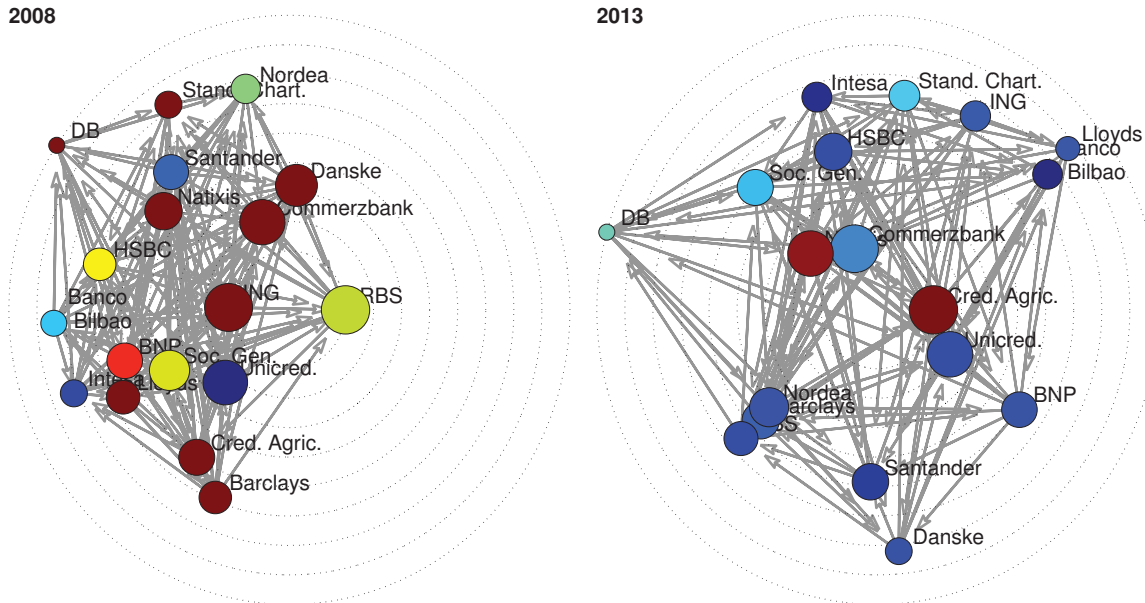 2008
Nordea
Stand. Chart.
DB
Santander
Danske
Natixis
Commerzbank
HSBC
Banco
Bilbao
ING
RBS
BNP
Soc. Gen.
Unicred.
Intesa
Lloyds
Cred. Agric.
Barclays
2013
Intesa
Stand. Chart.
ING
HSBC
Lloyds
Banco
Bilbao
Soc. Gen.
DB
Commerzbank
Cred. Agric.
Unicred.
Nordea
Barclays
BNP
Santander
Danske